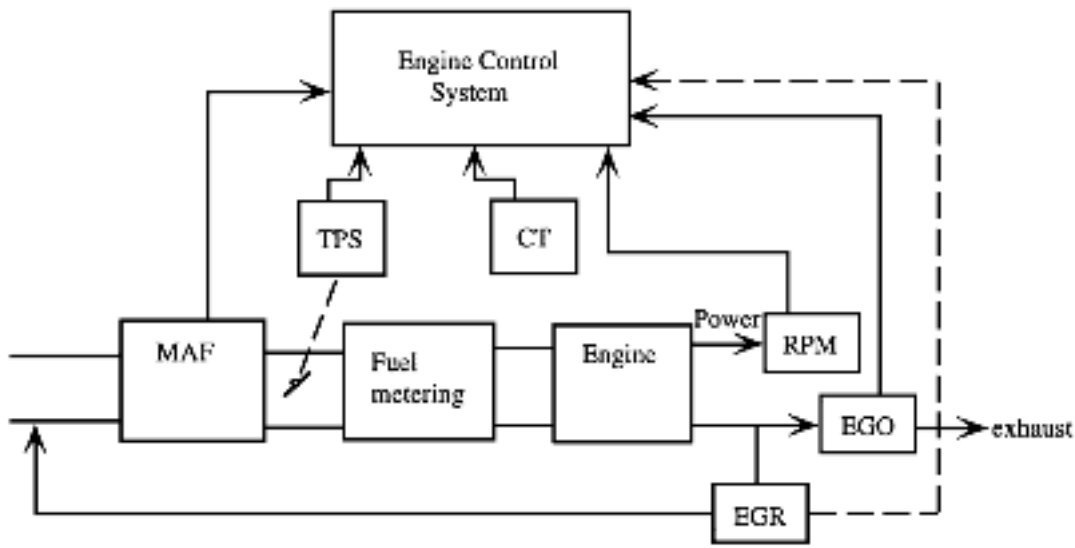 Engine Control
System
TPS
CT
MAF
Fuel
metering
Engine
Power
RPM
EGO
exhaust
EGR